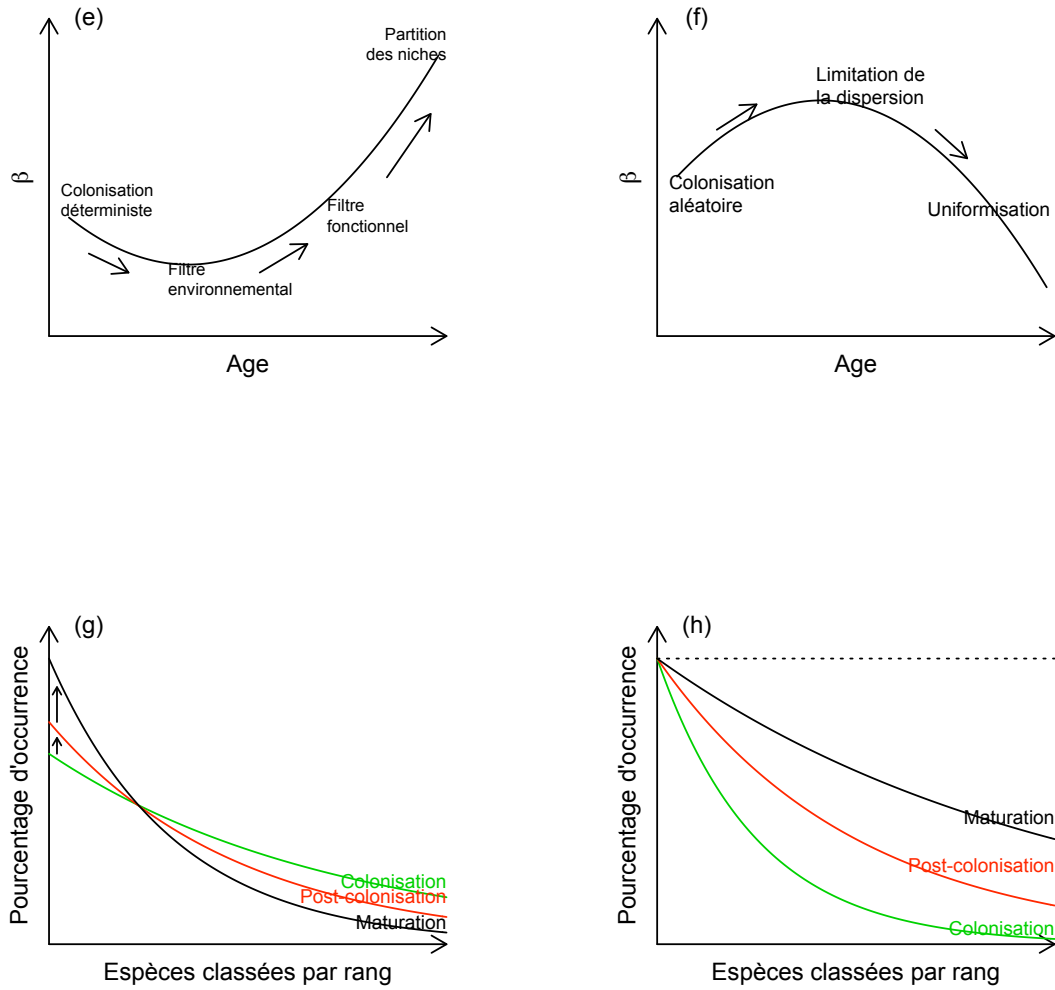 (e)
Partition
des niches
Colonisation
déterministe
Filtre
fonctionnel
Filtre
environnemental
β
Age
(f)
Limitation de
la dispersion
Colonisation
aléatoire
Uniformisation
β
Age
(g)
Pourcentage d'occurrence
Colonisation
Post-colonisation
Maturation
Espèces classées par rang
(h)
Pourcentage d'occurrence
Maturation
Post-colonisation
Colonisation
Espèces classées par rang